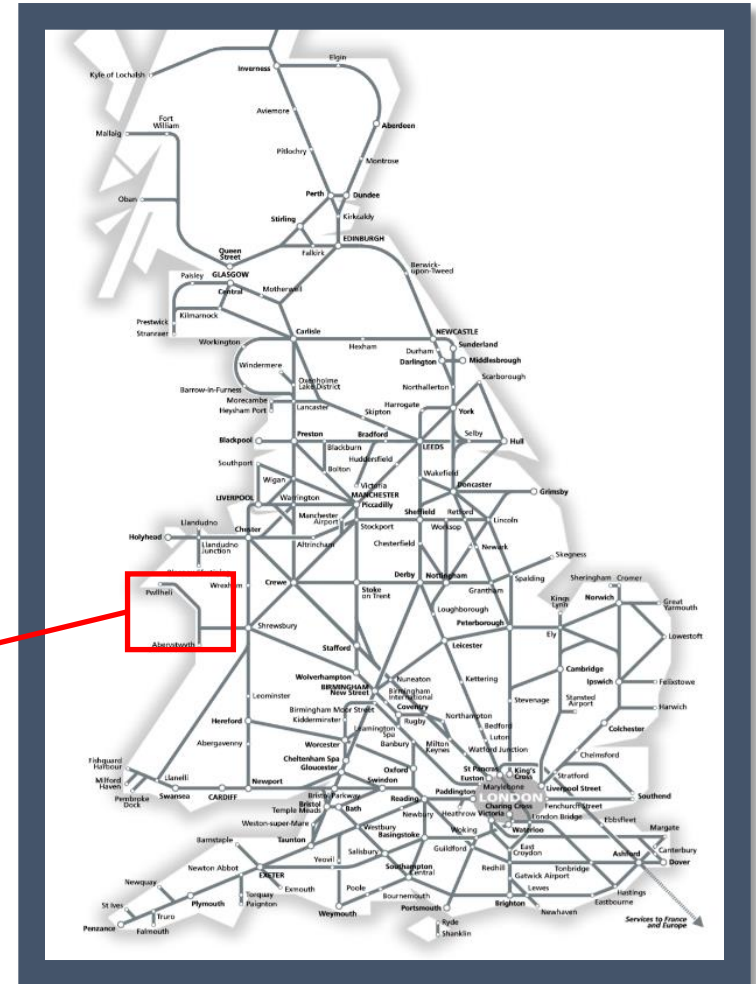 Elgin
Inverness
Kyle of Lochalsh
Aviemore
Fort
William
Mallaig
Aberdeen
Pitlochry
Montrose
Perth
Dundee
Oban
Stirling
Kirkcaldy
Queen
Street
Falkirk
EDINBURGH
Berwick-
upon-Tweed
Paisley
GLASGOW
Central
Motherwell
Prestwick
Kilmarnock
Stranraer
Carlisle
NEWCASTLE
Workington
Hexham
Sunderland
Durham
Darlington
Middlesbrough
Windermere
Scarborough
Oxenholme
Lake District
Barrow-in-Furness
Northallerton
Morecambe
Heysham Port
Lancaster
Harrogate
Skipton
York
Blackpool
Preston
Bradford
Selby
Hull
Blackburn
LEEDS
Huddersfield
Southport
Bolton
Wakefield
Wigan
Victoria
Doncaster
LIVERPOOL
Warrington
MANCHESTER
Piccadilly
Grimsby
Manchester
Airport
Sheffield
Retford
Llandudno
Lincoln
Holyhead
Chester
Stockport
Worksop
Llandudno
Junction
Altrincham
Chesterfield
Newark
Skegness
Pwllheli
Wrexham
Crewe
Stoke
on Trent
Derby
Nottingham
Spalding
Sheringham
Cromer
Grantham
Kings
Lynn
Norwich
Great
Yarmouth
Loughborough
Shrewsbury
Peterborough
Aberystwyth
Stafford
Leicester
Ely
Lowestoft
Wolverhampton
BIRMINGHAM
New Street
Nuneaton
Birmingham
International
Kettering
Cambridge
Leominster
Ipswich
Felixstowe
Birmingham Moor Street
Coventry
Stevenage
Stansted
Airport
Kidderminster
Rugby
Northampton
Harwich
Hereford
Leamington
Spa
Bedford
Colchester
Abergavenny
Worcester
Banbury
Milton
Keynes
Luton
Cheltenham Spa
Watford Junction
Chelmsford
Fishguard
Harbour
Gloucester
Oxford
St Pancras
King's
Cross
Stratford
Milford
Haven
Llanelli
Newport
Swindon
Euston
Marylebone
Liverpool Street
Pembroke
Dock
Swansea
CARDIFF
Bristol Parkway
Reading
Paddington
LONDON
Fenchurch Street
Southend
Bristol
Temple Meads
Bath
Charing Cross
London Bridge
Ebbsfleet
Weston-super-Mare
Newbury
Heathrow
Victoria
Waterloo
Margate
Barnstaple
Taunton
Westbury
Basingstoke
Woking
East
Croydon
Canterbury
Yeovil
Salisbury
Guildford
Ashford
Dover
Newton Abbot
Southampton
Central
Redhill
Tonbridge
Gatwick Airport
EXETER
Newquay
Exmouth
Poole
Lewes
Hastings
Torquay
Bournemouth
Eastbourne
St Ives
Plymouth
Paignton
Portsmouth
Brighton
Newhaven
Truro
Weymouth
Ryde
Penzance
Falmouth
Shanklin
Services to France
and Europe